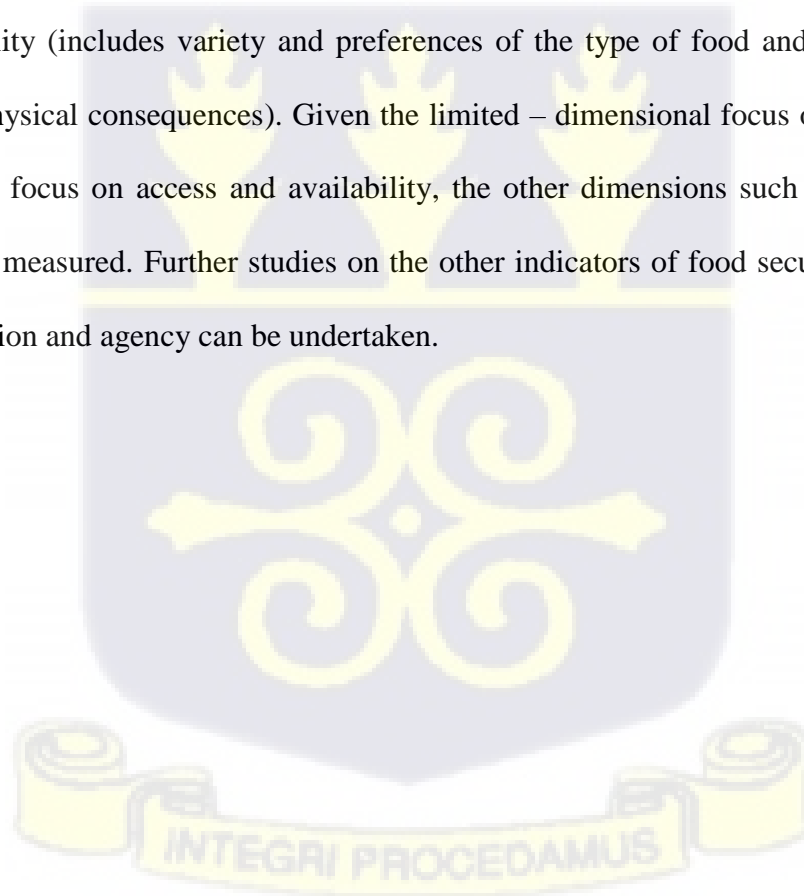 lity (includes variety and preferences of the type of food and
hysical consequences). Given the limited – dimensional focus o
focus on access and availability, the other dimensions such
measured. Further studies on the other indicators of food secu
ion and agency can be undertaken.
INTEGRI PROCEDAMUS